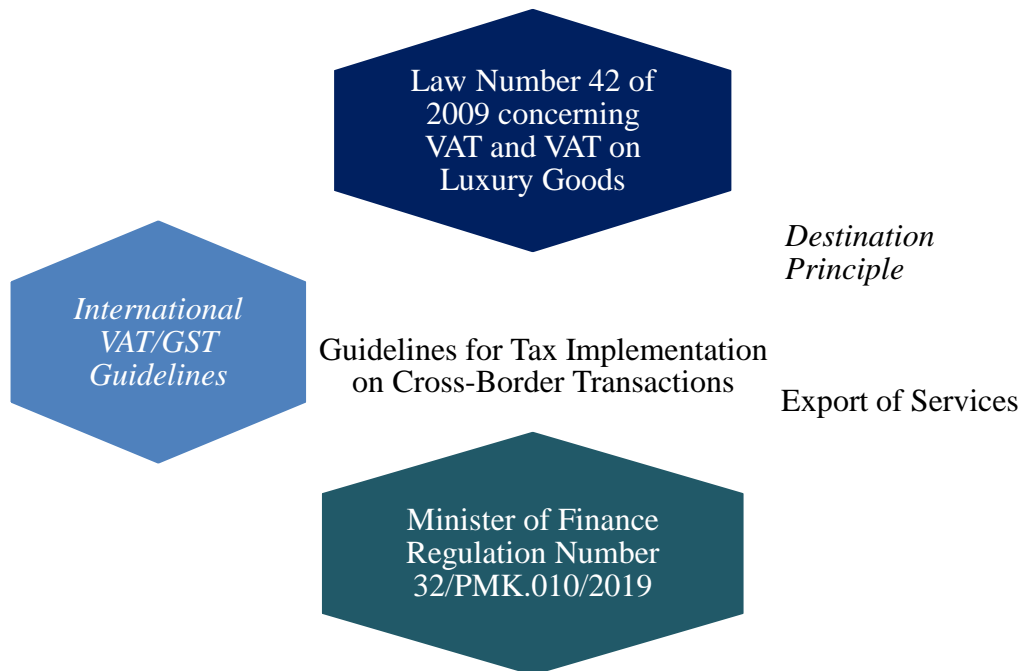 Law Number 42 of
2009 concerning
VAT and VAT on
Luxury Goods
Destination
Principle
International
VAT/GST
Guidelines
Guidelines for Tax Implementation
on Cross-Border Transactions
Export of Services
Minister of Finance
Regulation Number
32/PMK.010/2019